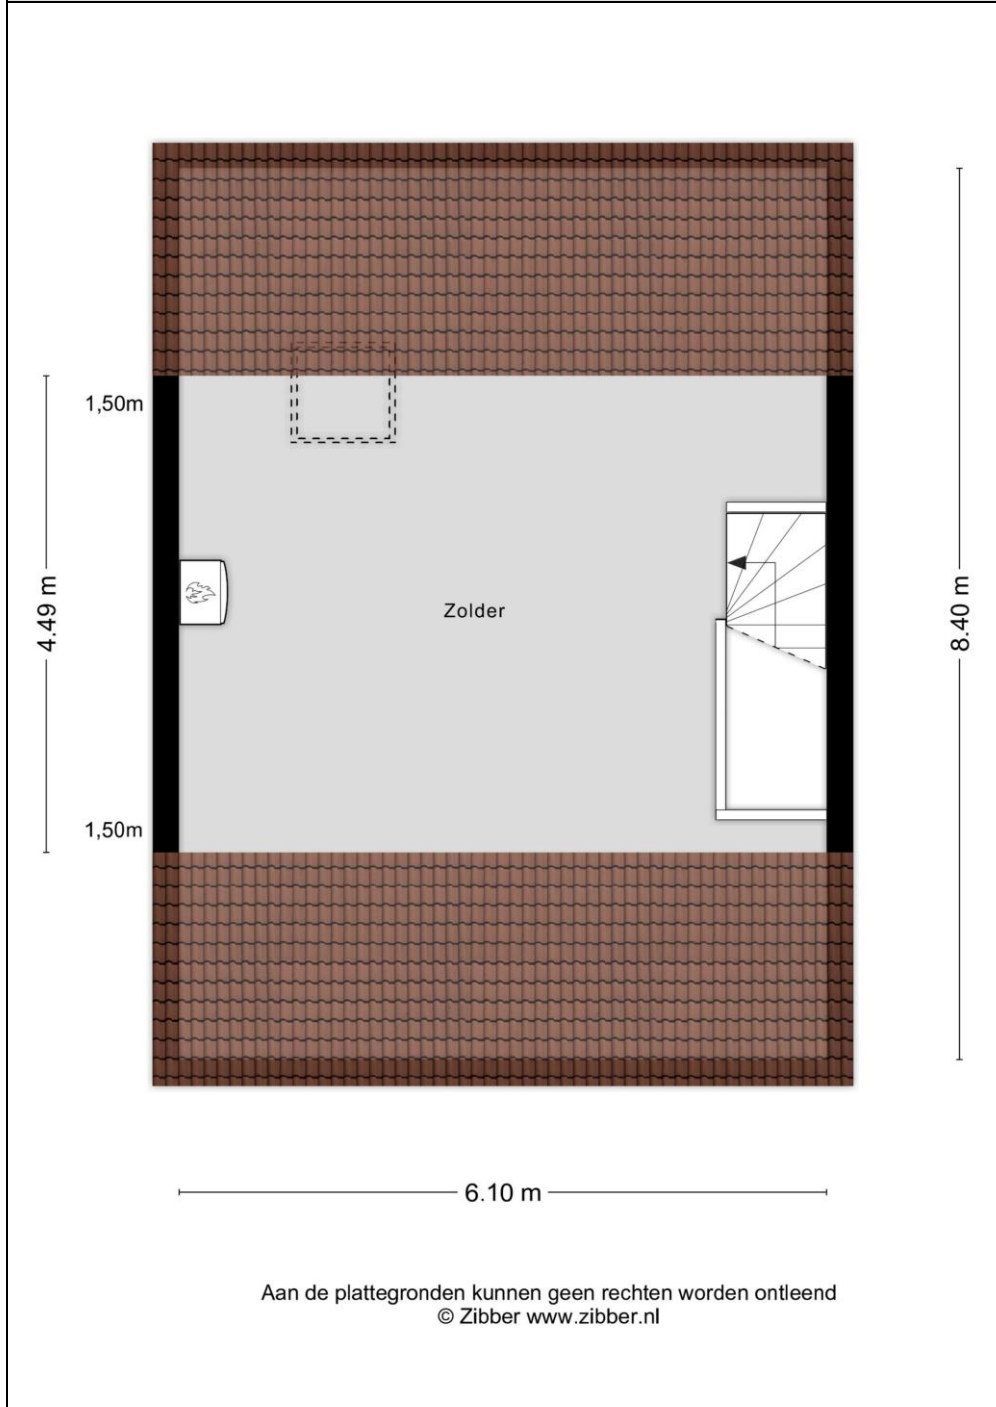 1,50m
4.49 m
Zolder
8.40 m
1,50m
6.10 m
Aan de plattegronden kunnen geen rechten worden ontleend
© Zibber www.zibber.nl